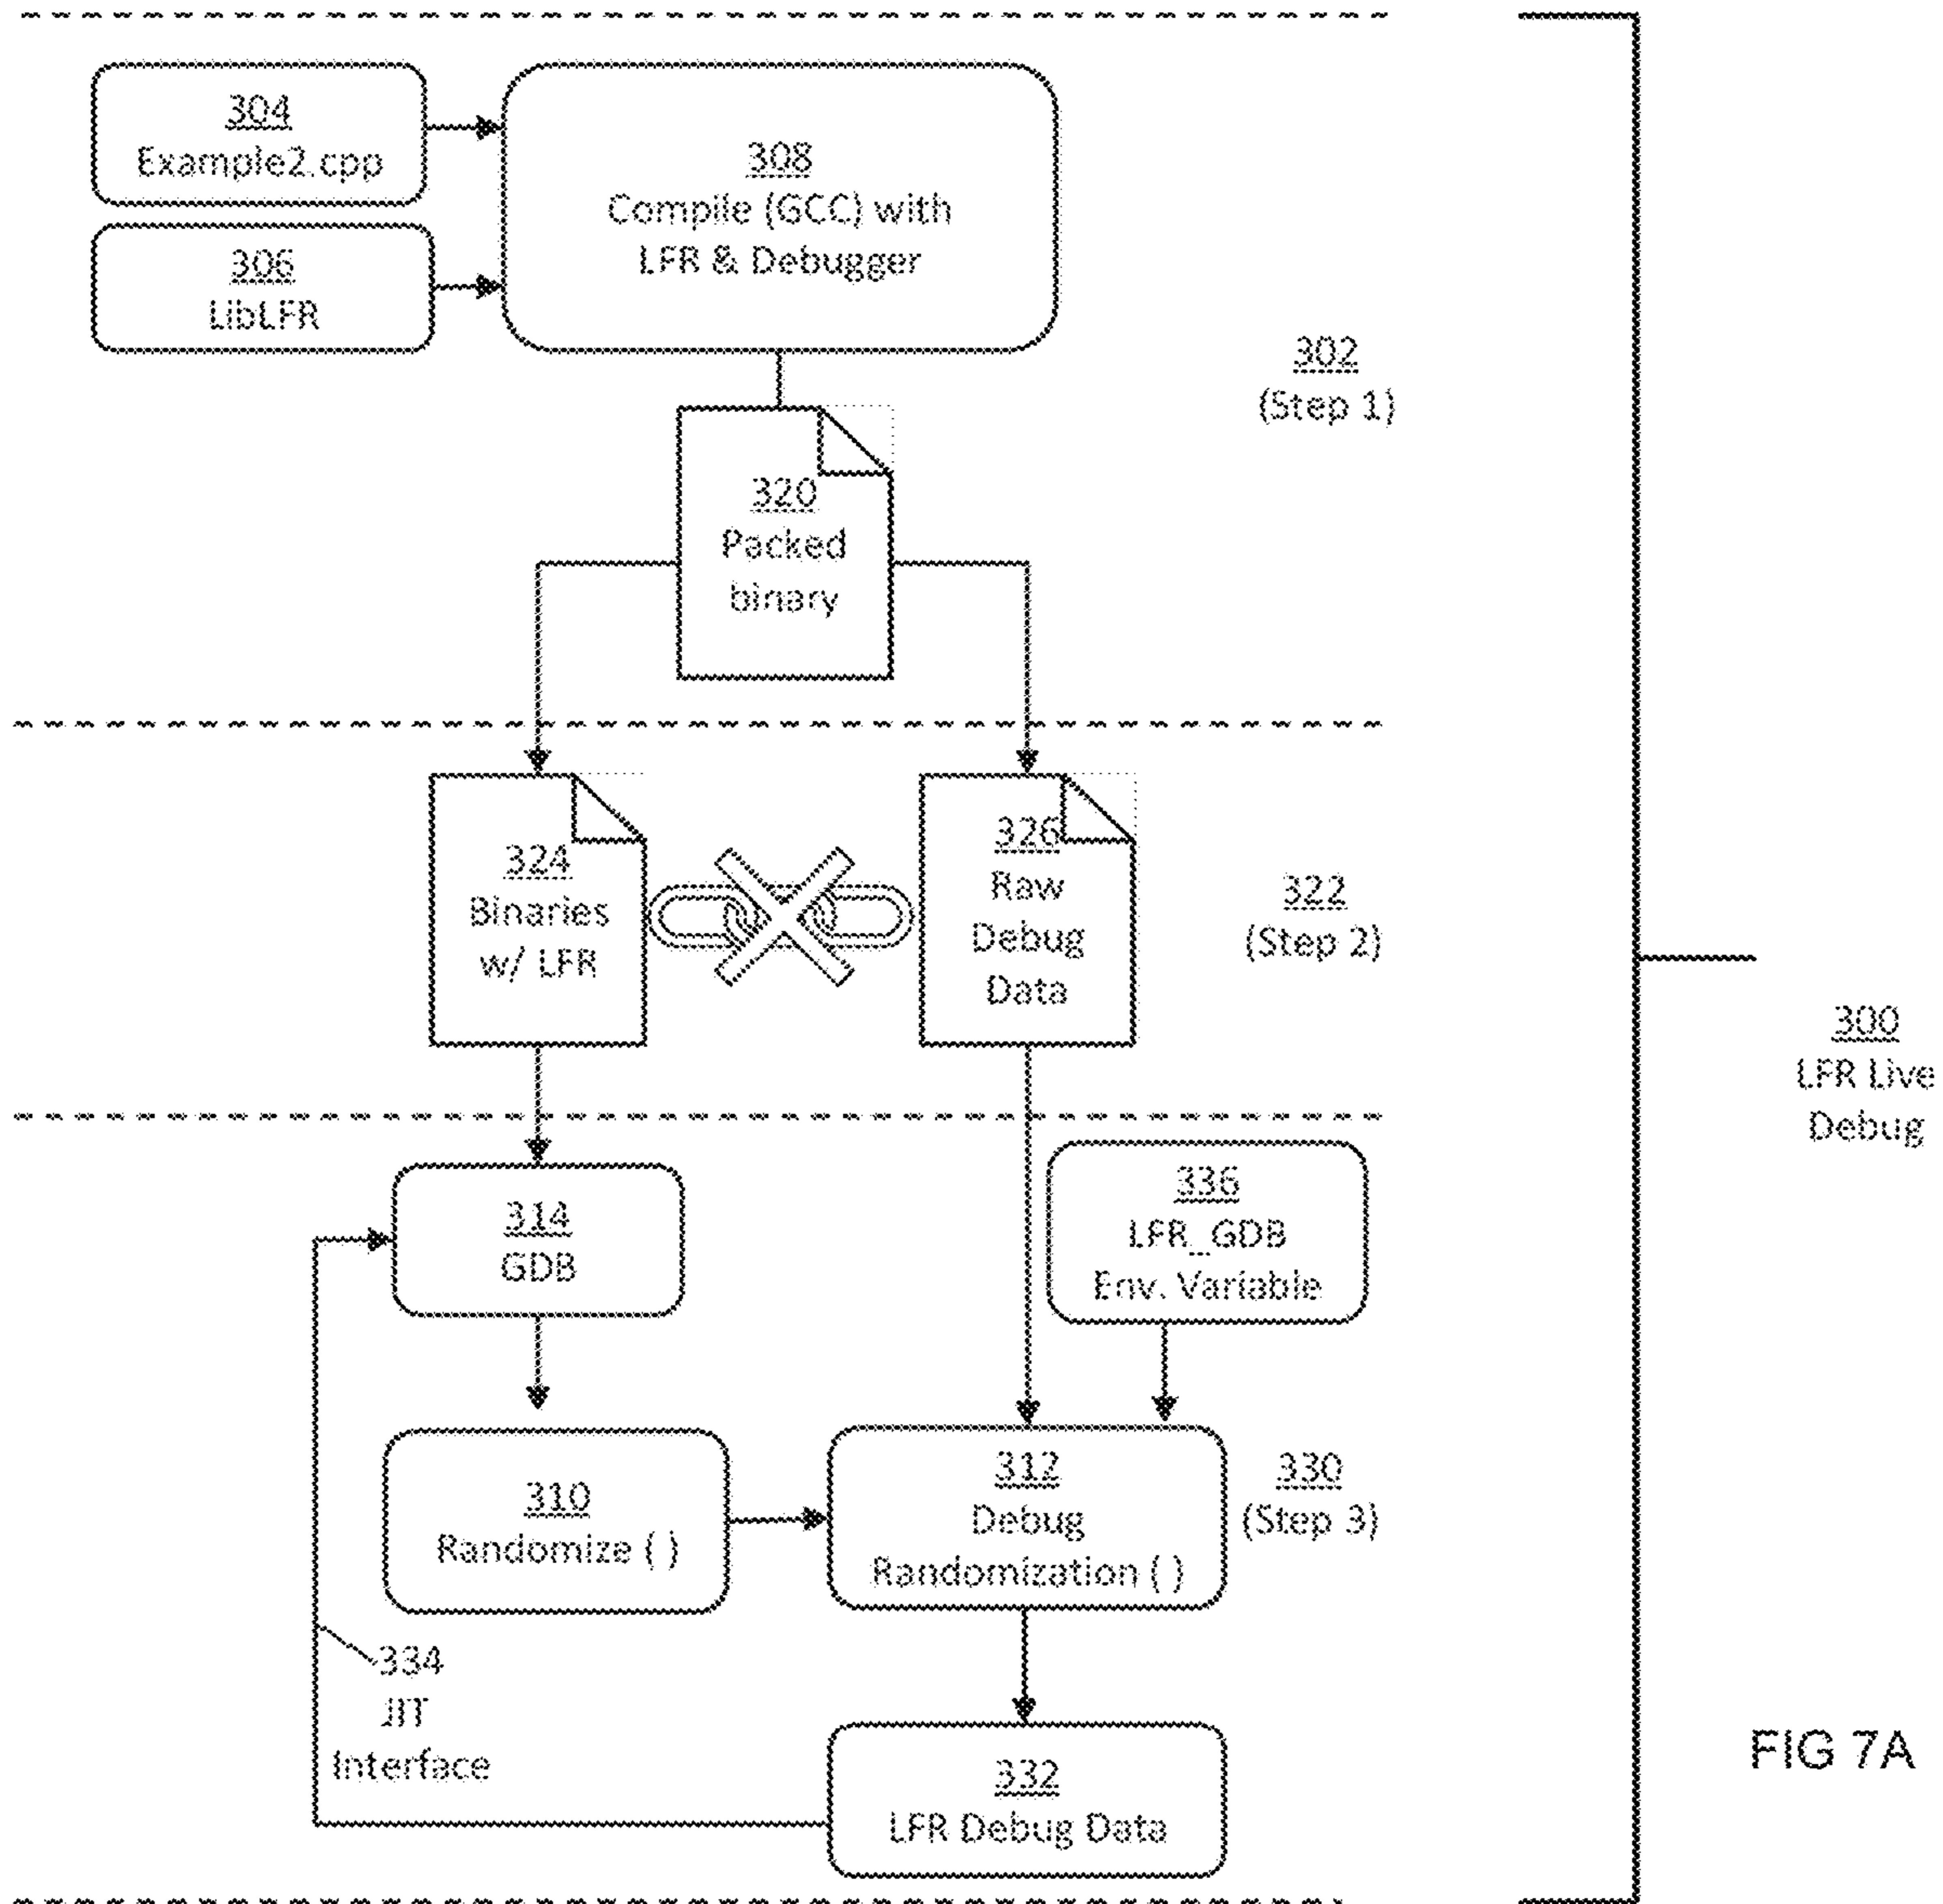 304
Example2.cpp
308
Compile (GCC) with
LFR & Debugger
306
LibLFR
302
(Step 1)
320
Packed
binary
324
Binaries
w/ LFR
326
Raw
Debug
Data
322
(Step 2)
300
LFR Live
Debug
314
GDB
336
LFR_GDB
Env. Variable
310
Randomize ( )
312
Debug
Randomization ( )
330
(Step 3)
334
JIT
Interface
332
LFR Debug Data
FIG 7A